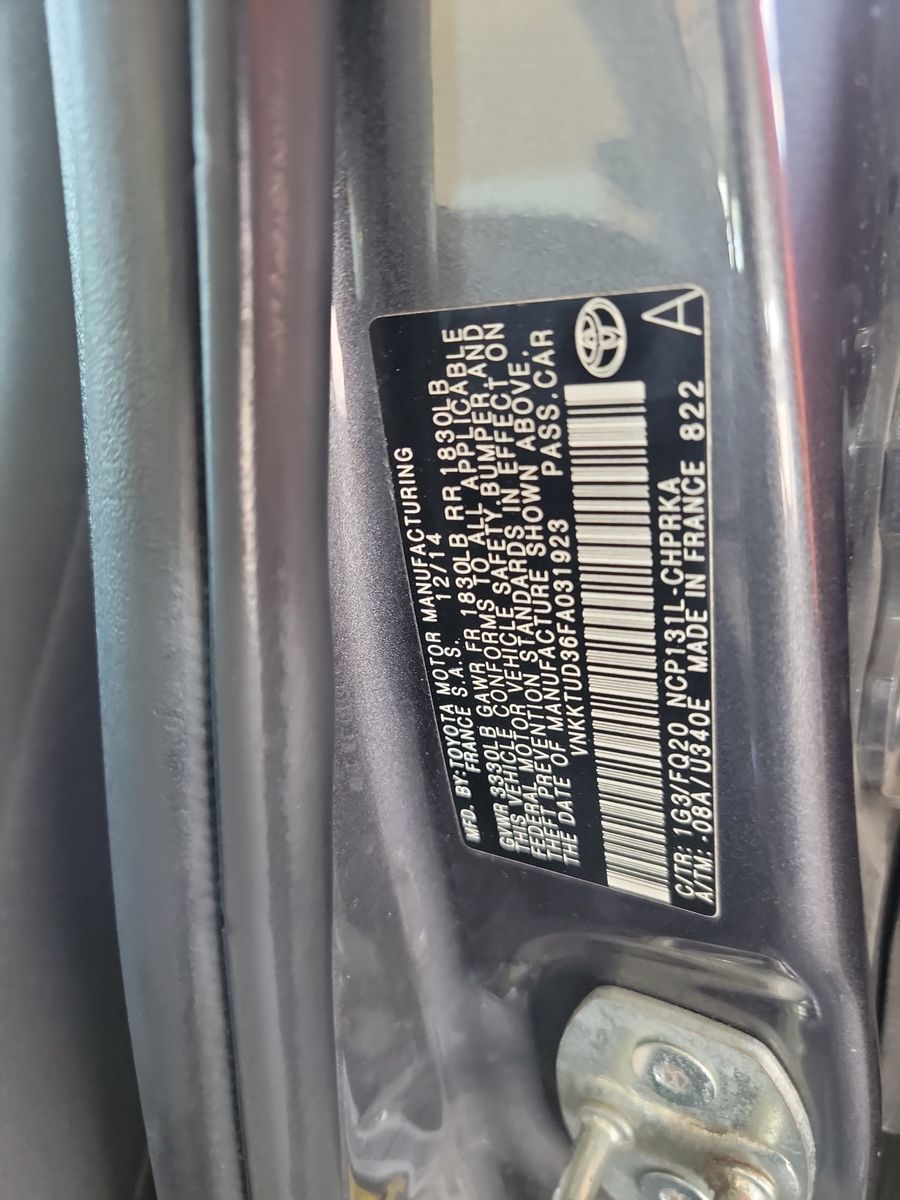 MFD. BY: TOYOTA MOTOR MANUFACTURING
FRANCE S.A.S. 12/14
GVWR 3330LB GAWR FR 1830LB RR 1830LB
THIS VEHICLE CONFORMS TO ALL APPLICABLE
FEDERAL MOTOR VEHICLE SAFETY, BUMPER, AND
THEFT PREVENTION STANDARDS IN EFFECT ON
THE DATE OF MANUFACTURE SHOWN ABOVE.
VNKKTUD36FA031923 PASS.CAR
C/TR: 1G3/FQ20 NCP131L-CHPRKA
A/TM: -08A/U340E MADE IN FRANCE 822 A